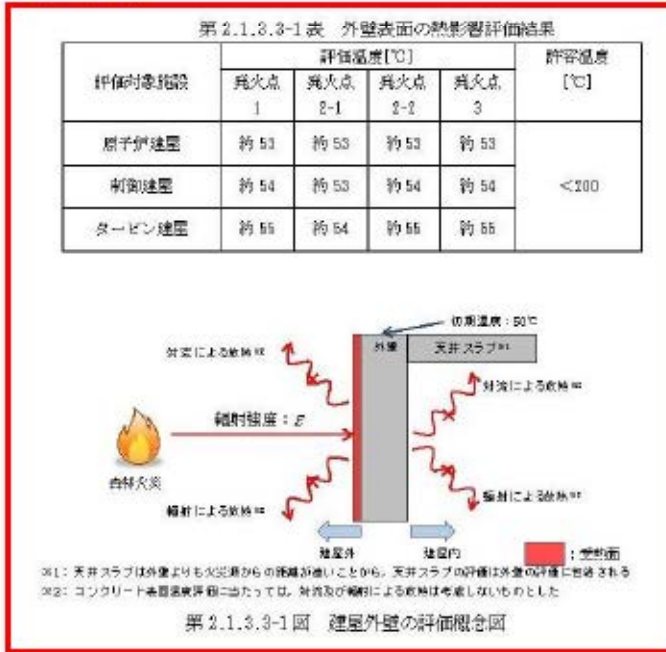 第2.1.3.3-1表　外壁表面の熱影響評価結果
評価対象施設
評価温度[℃]
許容温度
[℃]
発火点
1
発火点
2-1
発火点
2-2
発火点
3
原子炉建屋
約53
約53
約53
約53
<200
制御建屋
約54
約53
約54
約54
タービン建屋
約55
約54
約55
約55
初期温度：50℃
外壁
天井スラブ※1
対流による放熱※2
対流による放熱※2
輻射強度：E
森林火災
輻射による放熱※2
輻射による放熱※2
建屋外
建屋内
：受熱面
※1：天井スラブは外壁よりも火災源からの距離が遠いことから，天井スラブの評価は外壁の評価に包絡される
※2：コンクリート表面温度評価に当たっては，対流及び輻射による放熱は考慮しないものとした
第2.1.3.3-1図　建屋外壁の評価概念図